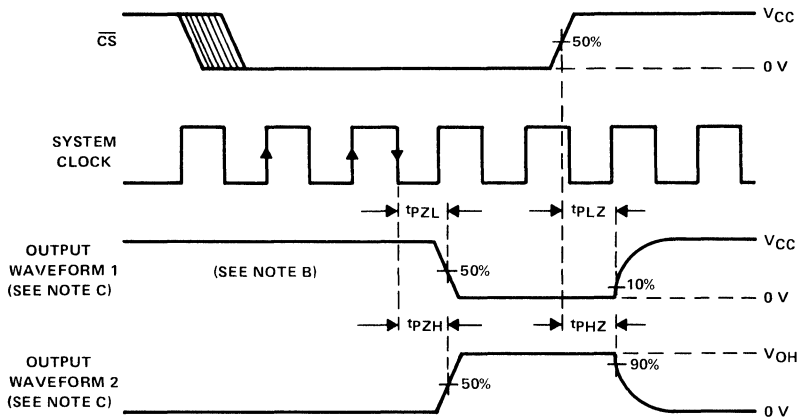 VCC
CS
50%
0 V
SYSTEM
CLOCK
tPZL
tPLZ
OUTPUT
WAVEFORM 1
(SEE NOTE C)
(SEE NOTE B)
50%
VCC
10%
0 V
tPZH
tPHZ
OUTPUT
WAVEFORM 2
(SEE NOTE C)
50%
VOH
90%
0 V